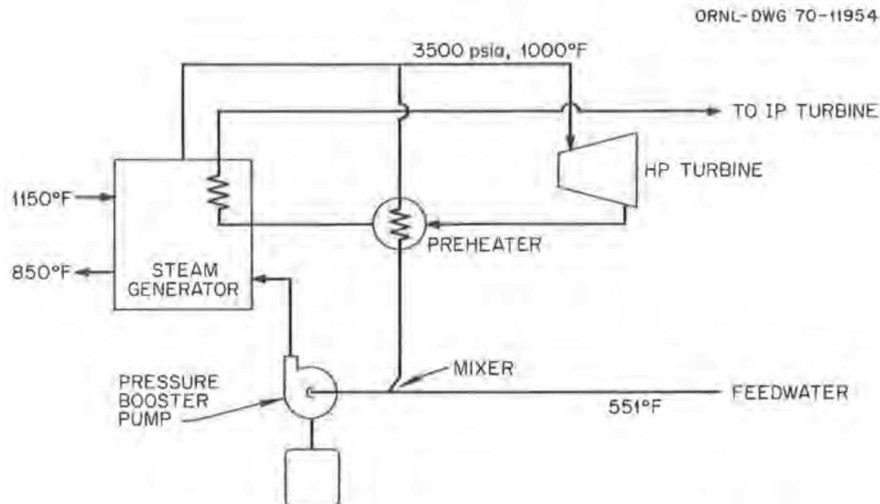 ORNL-DWG 70-11954
3500 psia, 1000°F
TO IP TURBINE
HP TURBINE
1150°F
PREHEATER
850°F
STEAM
GENERATOR
MIXER
PRESSURE
BOOSTER
PUMP
FEEDWATER
551°F